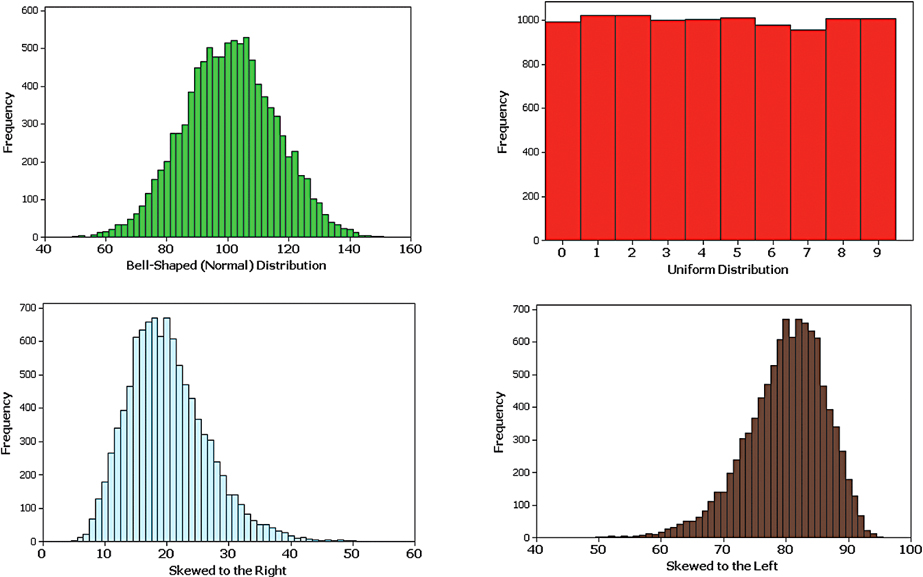 600
500
400
300
200
100
0
Frequency
40 60 80 100 120 140 160
Bell-Shaped (Normal) Distribution
1000
800
600
400
200
0
Frequency
0 1 2 3 4 5 6 7 8 9
Uniform Distribution
700
600
500
400
300
200
100
0
Frequency
0 10 20 30 40 50 60
Skewed to the Right
700
600
500
400
300
200
100
0
Frequency
40 50 60 70 80 90 100
Skewed to the Left